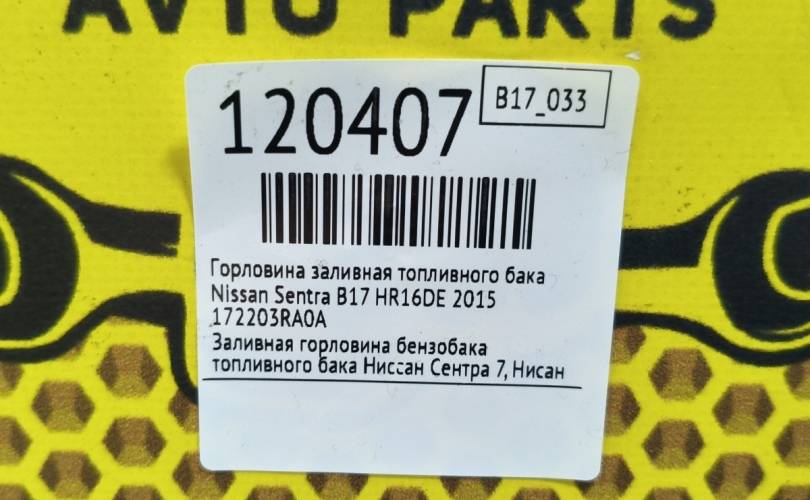 AVTO PARTS
120407
B17_033
Горловина заливная топливного бака
Nissan Sentra B17 HR16DE 2015
172203RA0A
Заливная горловина бензобака
топливного бака Ниссан Сентра 7, Нисан